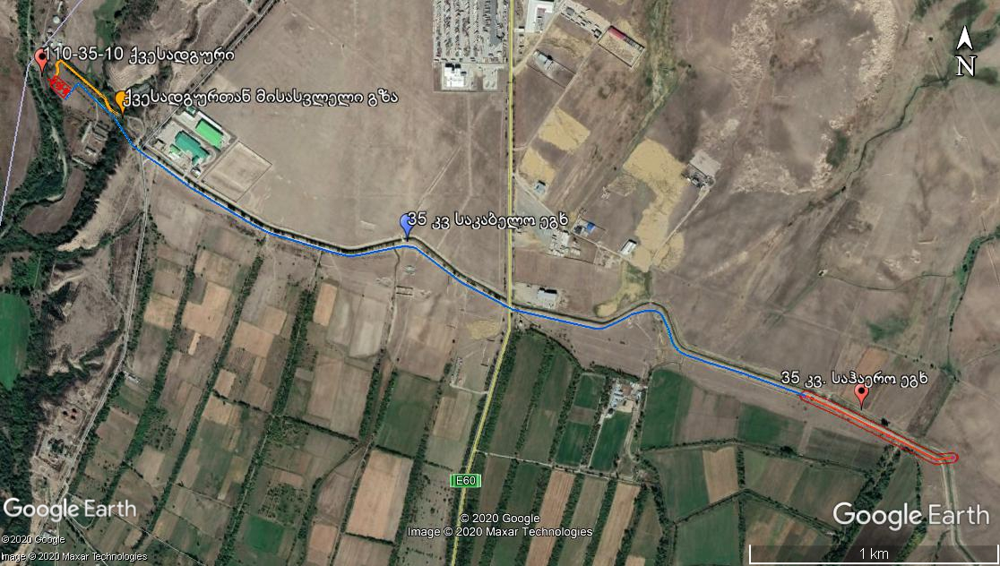 110-35-10 ქვესადგური
N
ქვესადგურთან მისასვლელი გზა
35 კვ საკაბელო ეგხ
35 კვ. საჰაერო ეგხ
E60
Google Earth
Google Earth
© 2020 Google
Image © 2020 Maxar Technologies
© 2020 Google
Image © 2020 Maxar Technologies
1 km